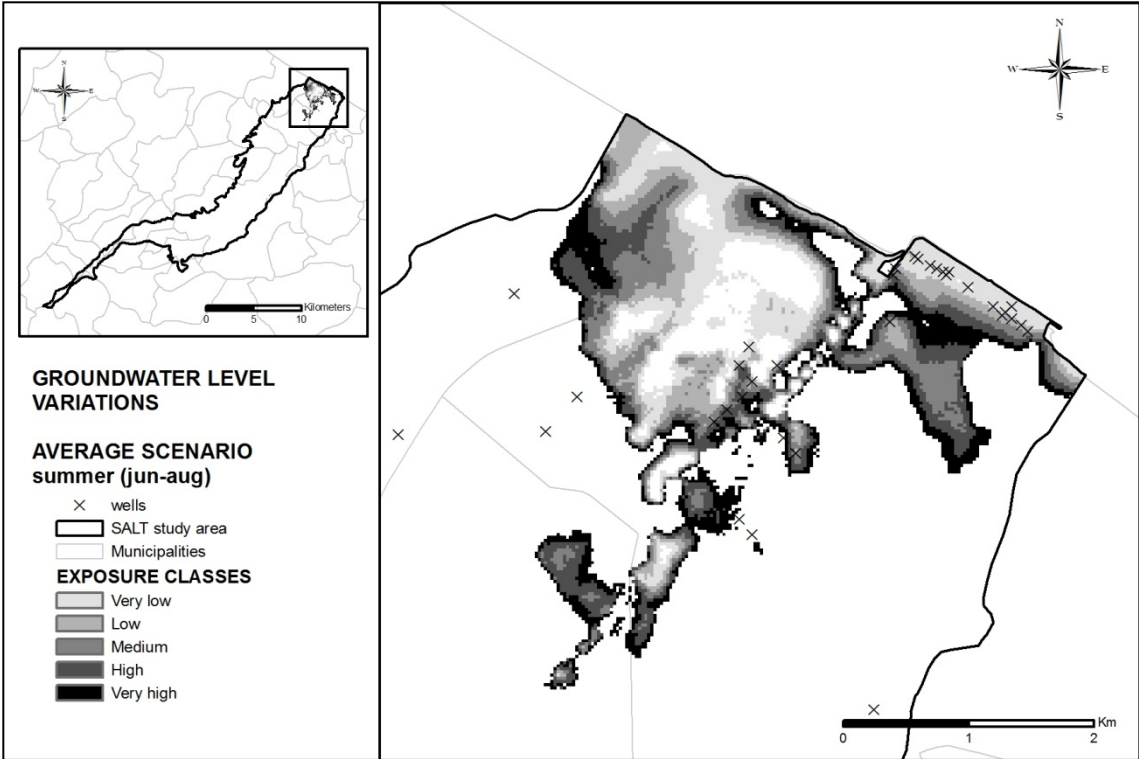 N
W E
S
Kilometers
0 5 10
GROUNDWATER LEVEL
VARIATIONS
AVERAGE SCENARIO
summer (jun-aug)
wells
SALT study area
Municipalities
EXPOSURE CLASSES
Very low
Low
Medium
High
Very high
N
W E
S
Km
0 1 2